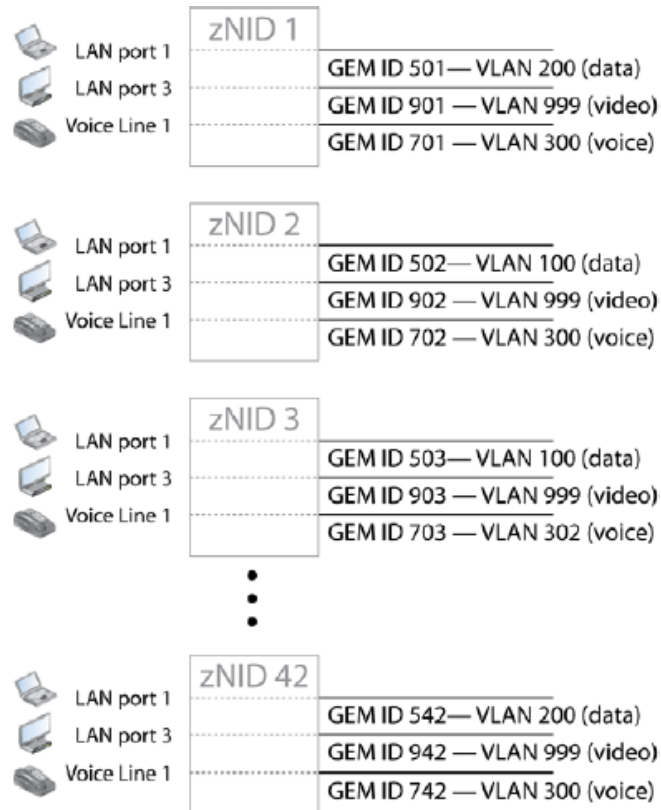 zNID 1
LAN port 1
GEM ID 501— VLAN 200 (data)
LAN port 3
GEM ID 901 — VLAN 999 (video)
Voice Line 1
GEM ID 701 — VLAN 300 (voice)
zNID 2
LAN port 1
GEM ID 502— VLAN 100 (data)
LAN port 3
GEM ID 902 — VLAN 999 (video)
Voice Line 1
GEM ID 702 — VLAN 300 (voice)
zNID 3
LAN port 1
GEM ID 503— VLAN 100 (data)
LAN port 3
GEM ID 903 — VLAN 999 (video)
Voice Line 1
GEM ID 703 — VLAN 302 (voice)
zNID 42
LAN port 1
GEM ID 542— VLAN 200 (data)
LAN port 3
GEM ID 942 — VLAN 999 (video)
Voice Line 1
GEM ID 742 — VLAN 300 (voice)